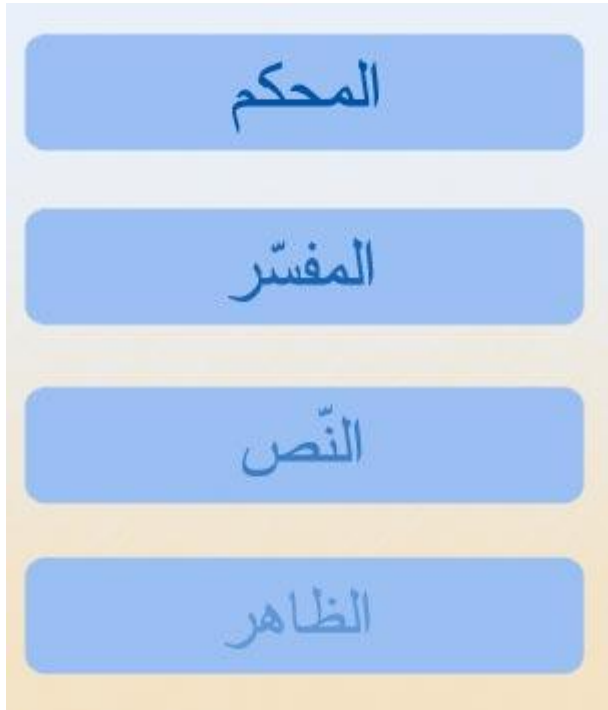 المحكم
المفسّر
النّص
الظاهر